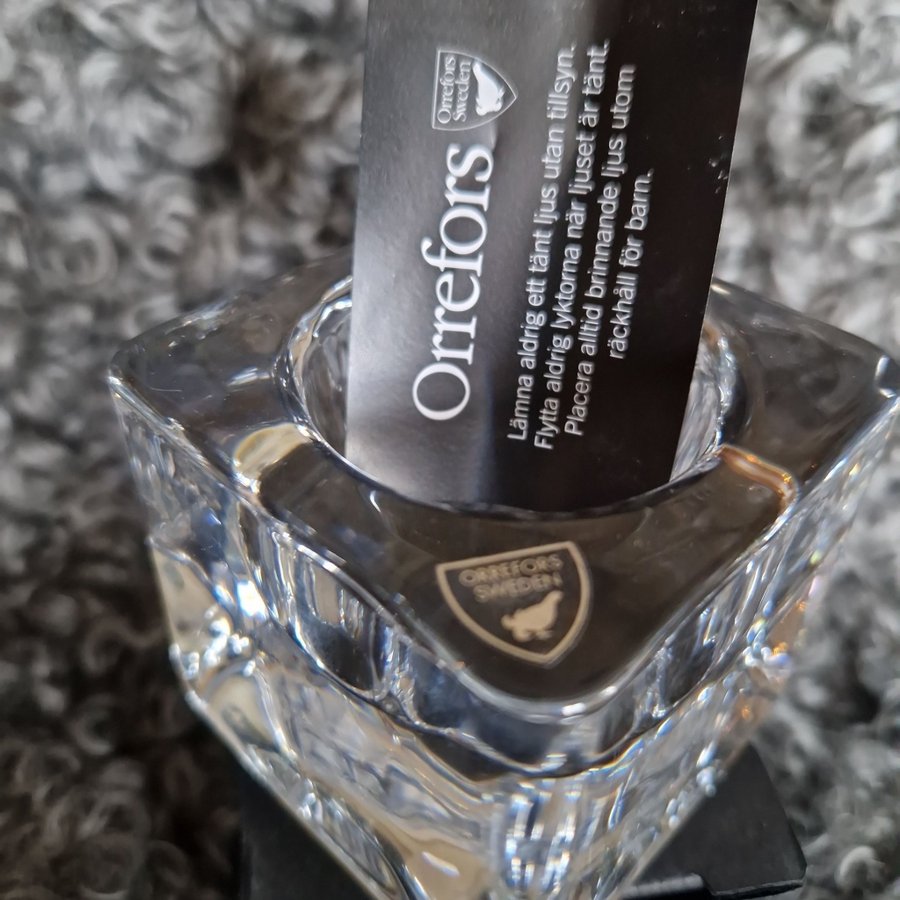 Orrefors
Sweden
Orrefors
Lämna aldrig ett tänt ljus utan tillsyn.
Flytta aldrig lyktorna när ljuset är tänt.
Placera alltid brinnande ljus utom
räckhåll för barn.
ORREFORS
SWEDEN